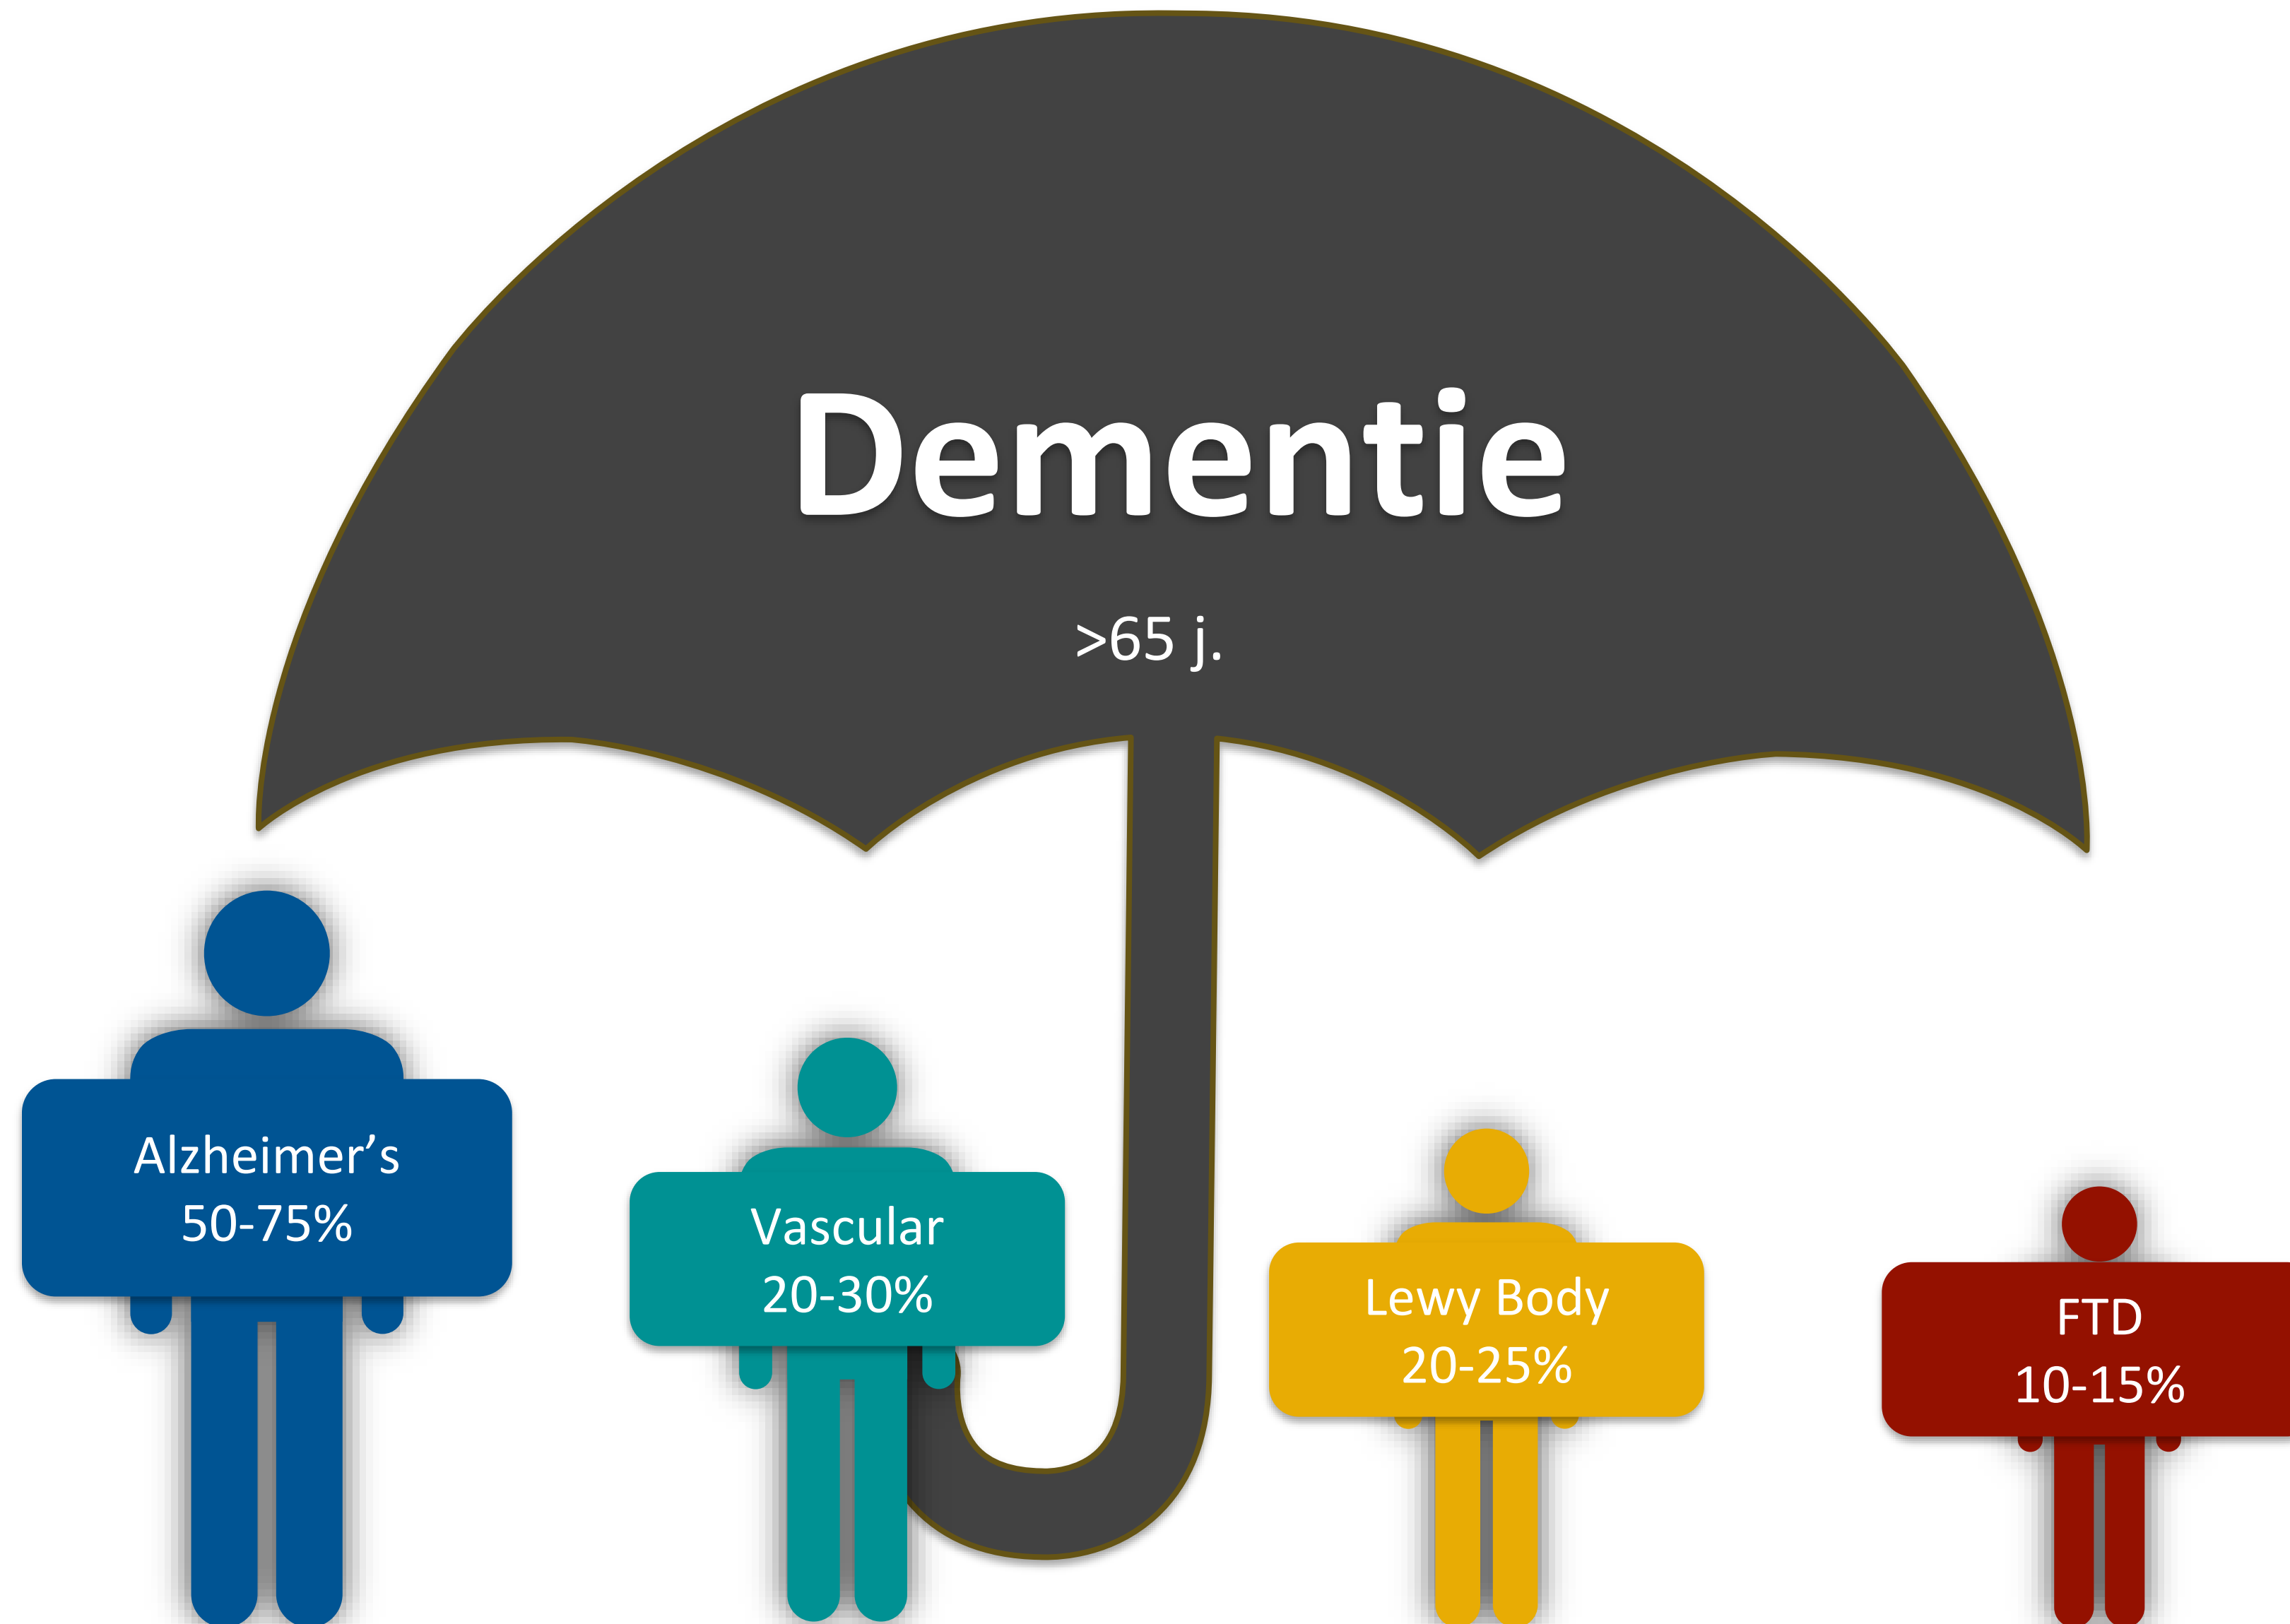 Dementie
>65 j.
Alzheimer’s
50-75%
Vascular
20-30%
Lewy Body
20-25%
FTD
10-15%